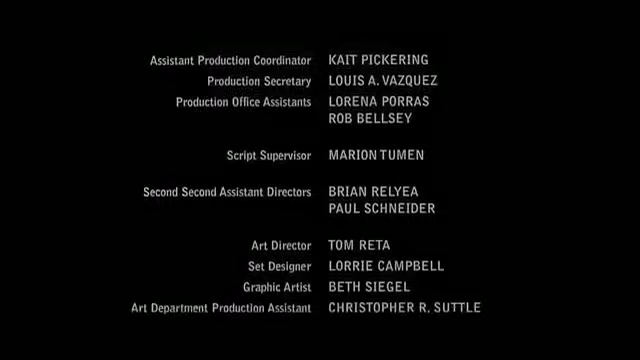 Assistant Production Coordinator KAIT PICKERING
Production Secretary LOUIS A. VAZQUEZ
Production Office Assistants LORENA PORRAS
ROB BELLSEY
Script Supervisor MARION TUMEN
Second Second Assistant Directors BRIAN RELYEA
PAUL SCHNEIDER
Art Director TOM RETA
Set Designer LORRIE CAMPBELL
Graphic Artist BETH SIEGEL
Art Department Production Assistant CHRISTOPHER R. SUTTLE